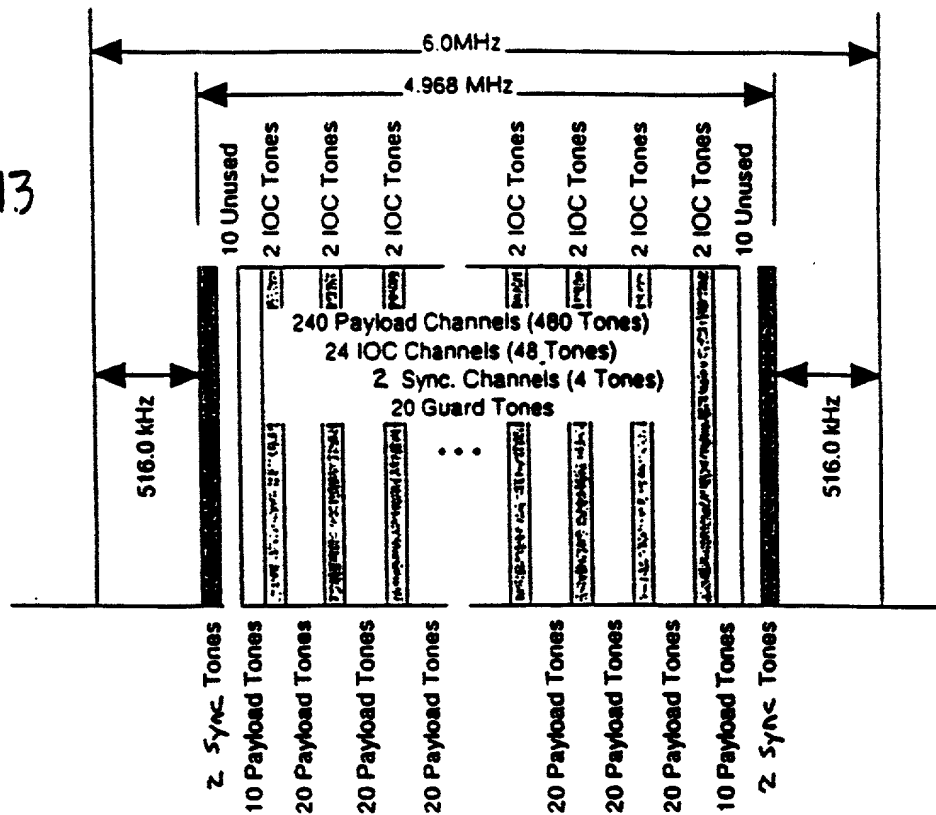 6.0MHz
4.968 MHz
13
10 Unused
2 IOC Tones
2 IOC Tones
2 IOC Tones
2 IOC Tones
2 IOC Tones
2 IOC Tones
2 IOC Tones
10 Unused
240 Payload Channels (480 Tones)
24 IOC Channels (48 Tones)
2 Sync. Channels (4 Tones)
20 Guard Tones
516.0 kHz
• • •
516.0 kHz
2 Sync Tones
10 Payload Tones
20 Payload Tones
20 Payload Tones
20 Payload Tones
20 Payload Tones
20 Payload Tones
20 Payload Tones
10 Payload Tones
2 Sync Tones